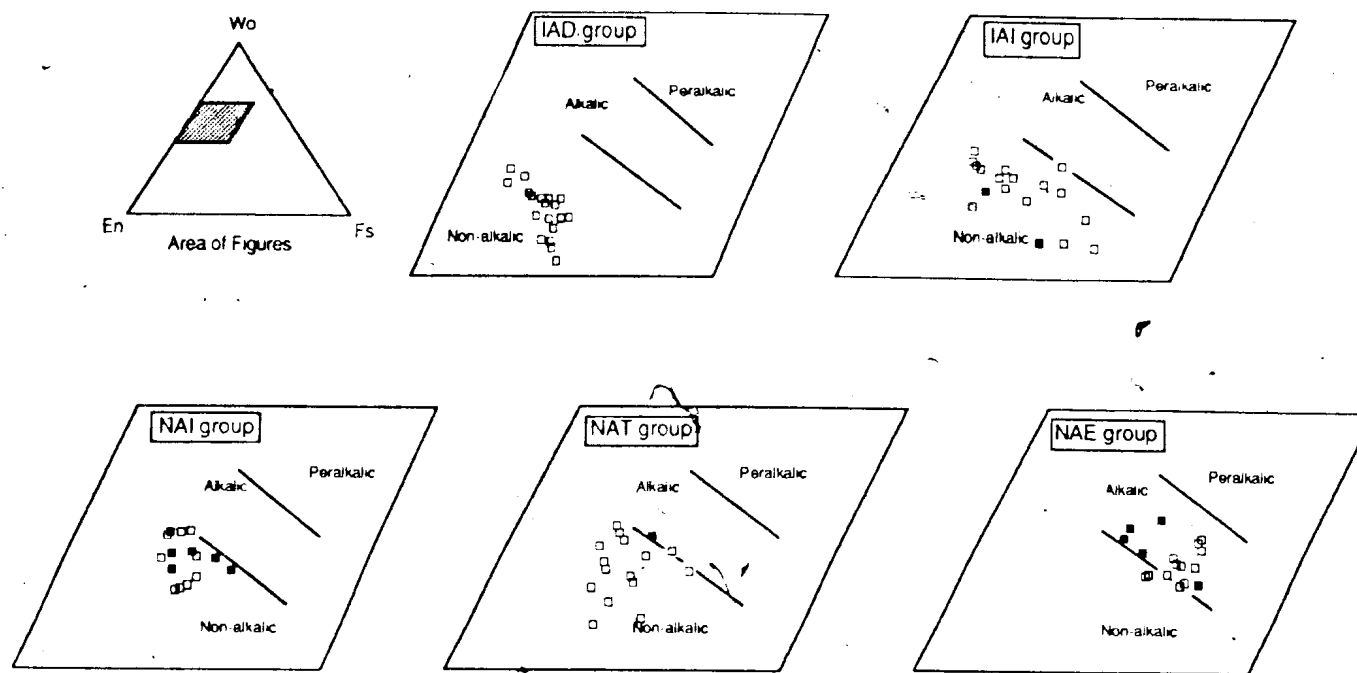 Wo
En
Fs
Area of Figures
IAD group
Alkalic
Peralkalic
Non-alkalic
IAI group
Alkalic
Peralkalic
Non-alkalic
NAI group
Alkalic
Peralkalic
Non-alkalic
NAT group
Alkalic
Peralkalic
Non-alkalic
NAE group
Alkalic
Peralkalic
Non-alkalic